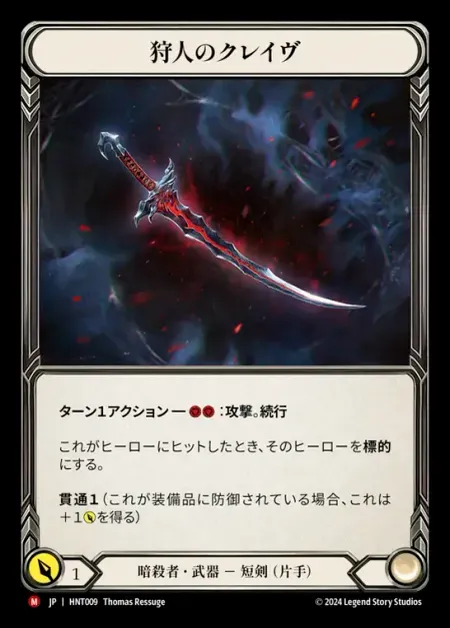 狩人のクレイヴ
ターン1アクション ― :攻撃。続行
これがヒーローにヒットしたとき、そのヒーローを標的
にする。
貫通1(これが装備品に防御されている場合、これは
+1を得る)
1
暗殺者・武器 ― 短剣 (片手)
M JP | HNT009 Thomas Ressuge
© 2024 Legend Story Studios